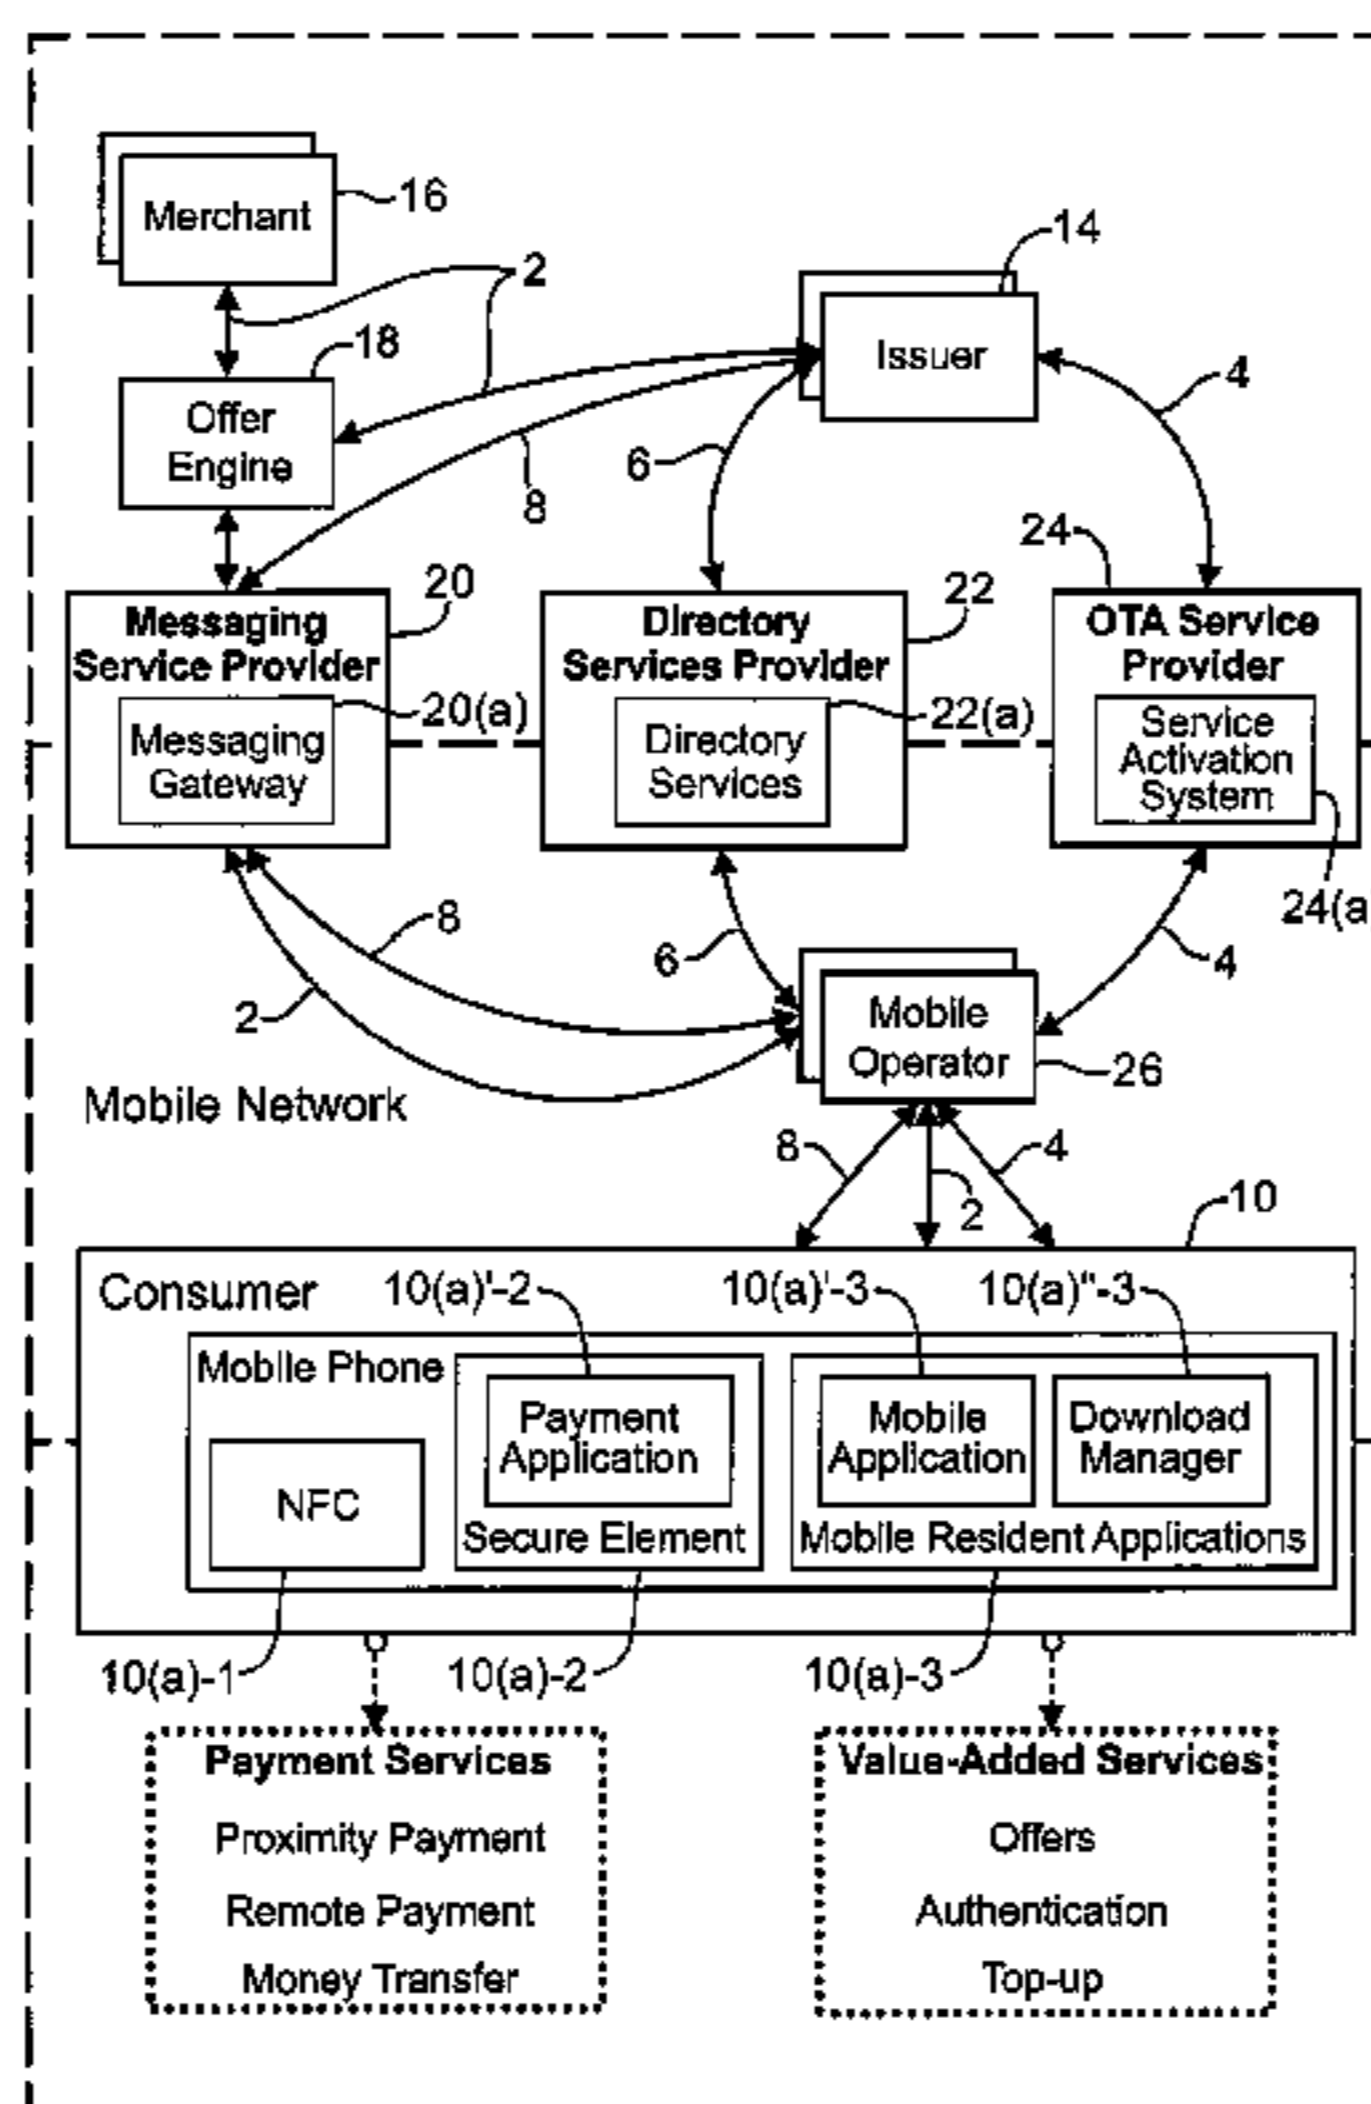 Merchant
16
14
2
Issuer
18
4
Offer
Engine
6
8
24
20
22
Messaging
Service Provider
Directory
Services Provider
OTA Service
Provider
20(a)
22(a)
Messaging
Gateway
Directory
Services
Service
Activation
System
24(a
8
6
4
2
Mobile
Operator
26
Mobile Network
8
4
2
10
Consumer
10(a)'-2
10(a)'-3
10(a)"-3
Mobile Phone
Payment
Application
Mobile
Application
Download
Manager
NFC
Secure Element
Mobile Resident Applications
10(a)-1
10(a)-2
10(a)-3
Payment Services
Proximity Payment
Remote Payment
Money Transfer
Value-Added Services
Offers
Authentication
Top-up